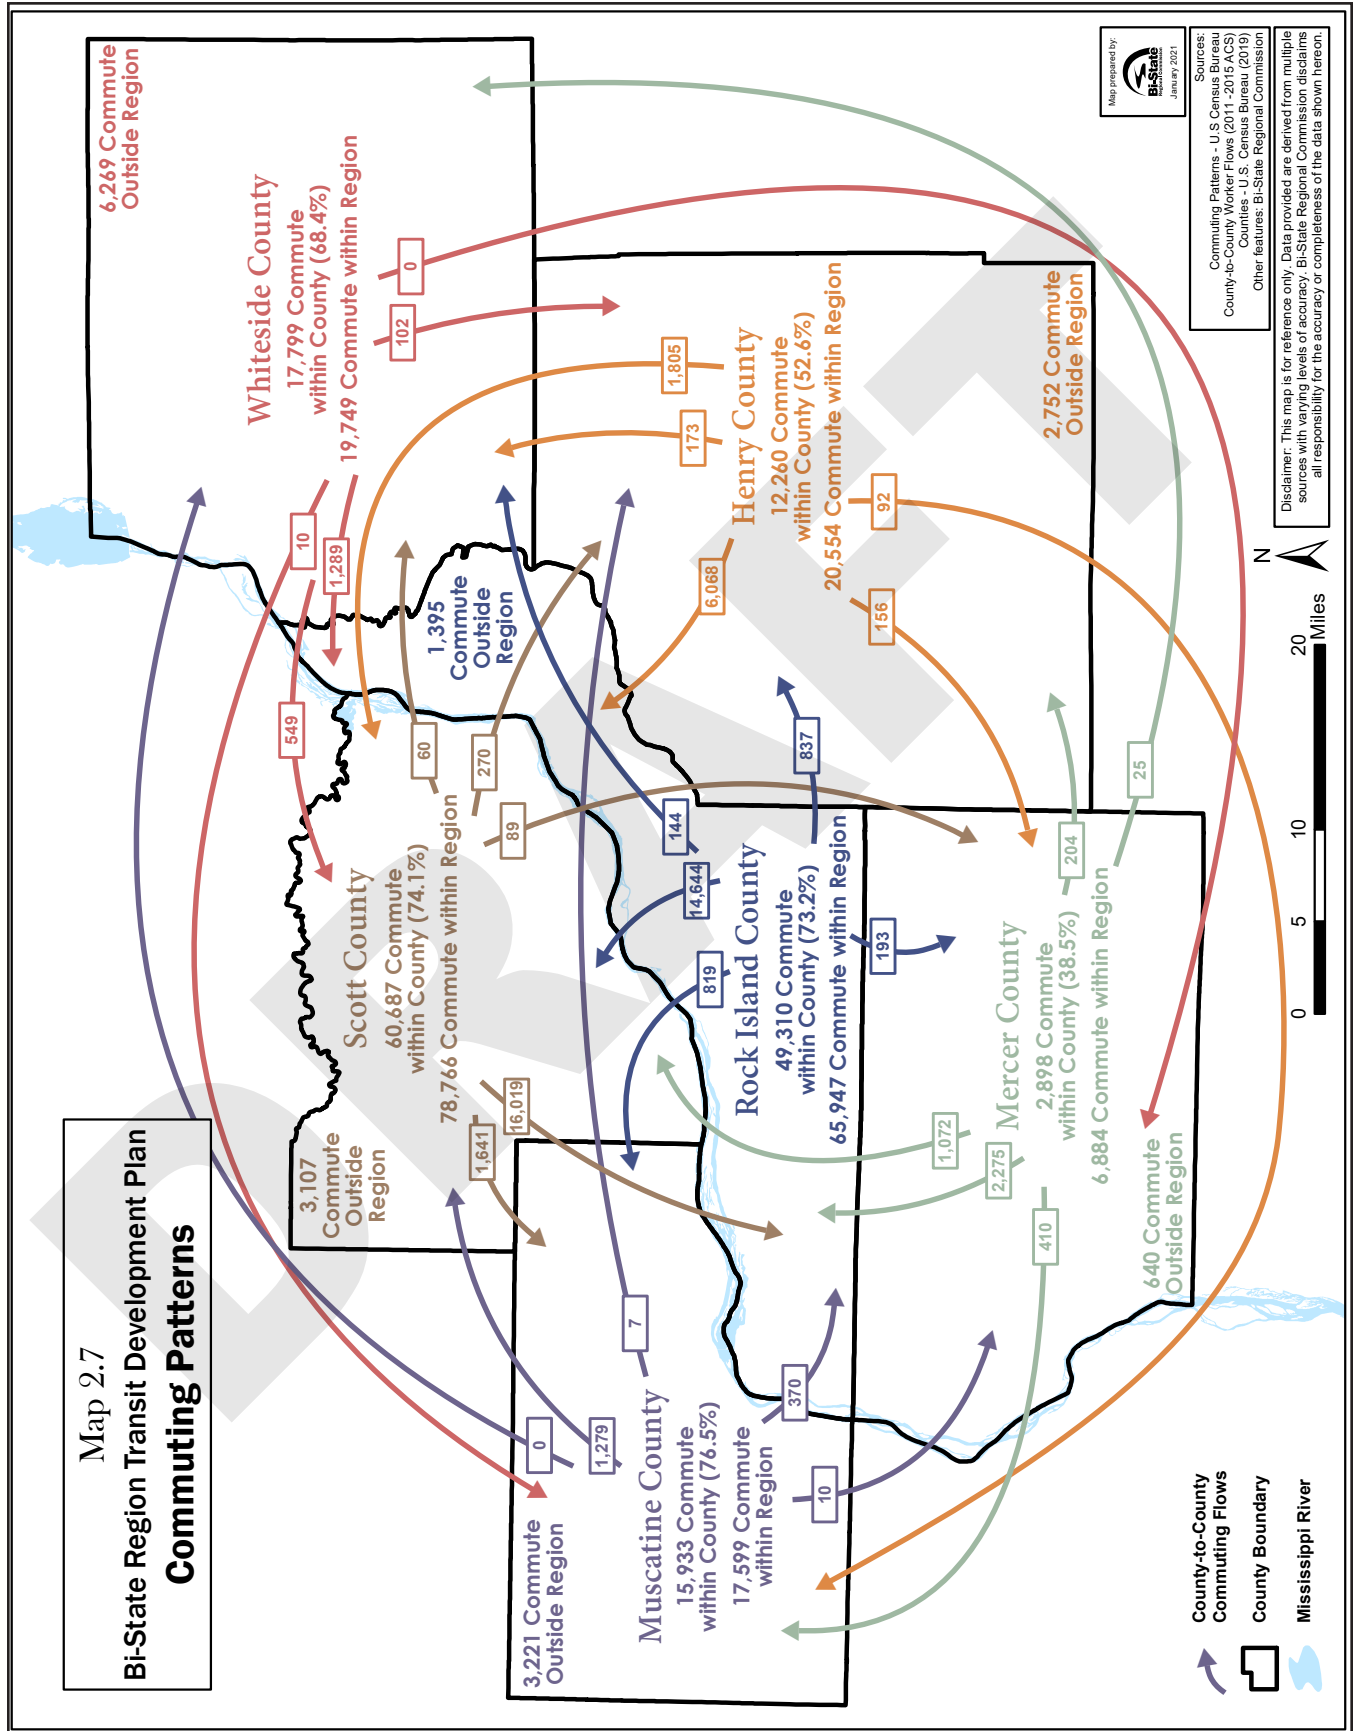 Map 2.7
Bi-State Region Transit Development Plan
Commuting Patterns
DRAFT
6,269 Commute
Outside Region
Whiteside County
17,799 Commute
within County (68.4%)
19,749 Commute within Region
0
102
10
1,289
549
3,107
Commute
Outside
Region
Scott County
60,687 Commute
within County (74.1%)
78,766 Commute within Region
60
270
89
16,019
1,641
1,395
Commute
Outside
Region
Rock Island County
49,310 Commute
within County (73.2%)
65,947 Commute within Region
144
14,644
819
837
193
Henry County
12,260 Commute
within County (52.6%)
20,554 Commute within Region
1,805
173
6,068
92
156
2,752 Commute
Outside Region
3,221 Commute
Outside Region
Muscatine County
15,933 Commute
within County (76.5%)
17,599 Commute
within Region
0
1,279
7
370
10
Mercer County
2,898 Commute
within County (38.5%)
6,884 Commute within Region
1,072
2,275
410
204
25
640 Commute
Outside Region
County-to-County
Commuting Flows
County Boundary
Mississippi River
0 5 10 20
Miles
N
Map prepared by:
Bi-State
Regional Commission
January 2021
Sources:
Commuting Patterns - U.S Census Bureau
County-to-County Worker Flows (2011 -2015 ACS)
Counties - U.S. Census Bureau (2019)
Other features: Bi-State Regional Commission
Disclaimer: This map is for reference only. Data provided are derived from multiple
sources with varying levels of accuracy. Bi-State Regional Commission disclaims
all responsibility for the accuracy or completeness of the data shown hereon.